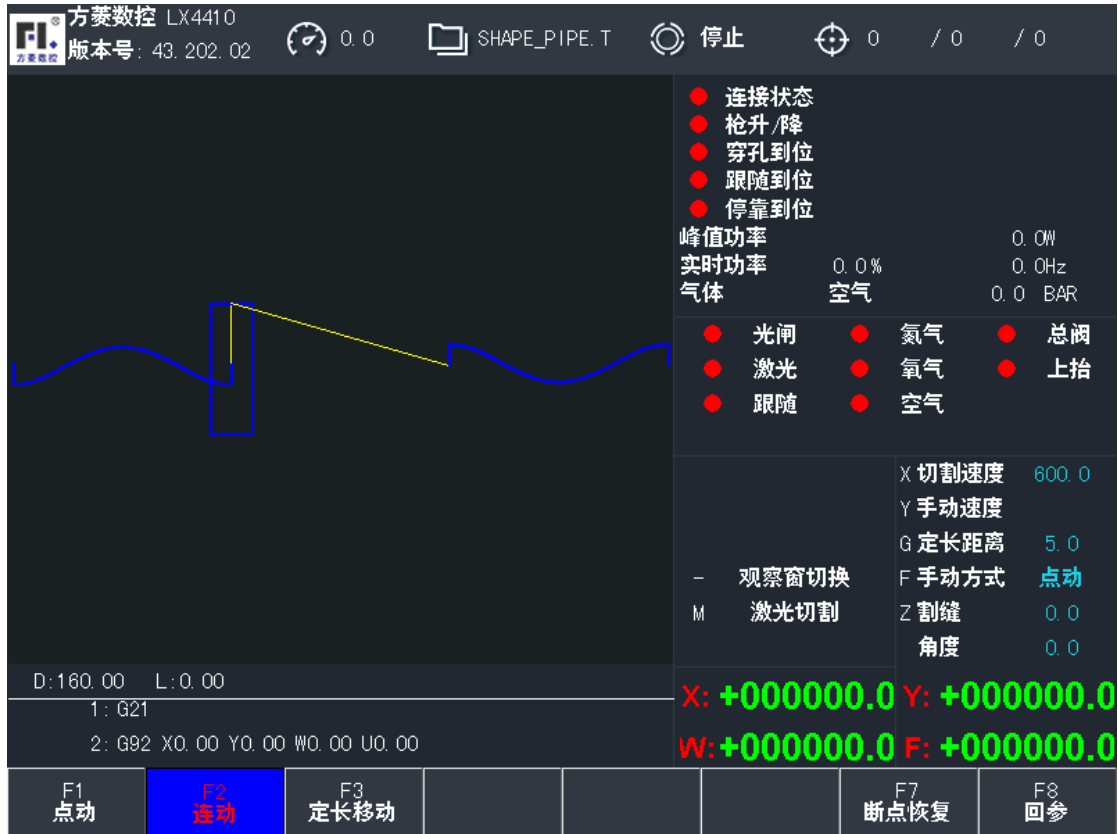 方菱数控 LX4410
方菱数控 版本号: 43.202.02
0.0
SHAPE_PIPE.T
停止
0 /0 /0
连接状态
枪升/降
穿孔到位
跟随到位
停靠到位
峰值功率 0.0W
实时功率 0.0% 0.0Hz
气体 空气 0.0 BAR
光闸 氮气 总阀
激光 氧气 上抬
跟随 空气
X 切割速度 600.0
Y 手动速度
G 定长距离 5.0
- 观察窗切换 F 手动方式 点动
M 激光切割 Z 割缝 0.0
角度 0.0
D:160.00 L:0.00
1: G21
2: G92 X0.00 Y0.00 W0.00 U0.00
X: +000000.0 Y: +000000.0
W: +000000.0 F: +000000.0
F1 F2 F3 F7 F8
点动 连动 定长移动 断点恢复 回参